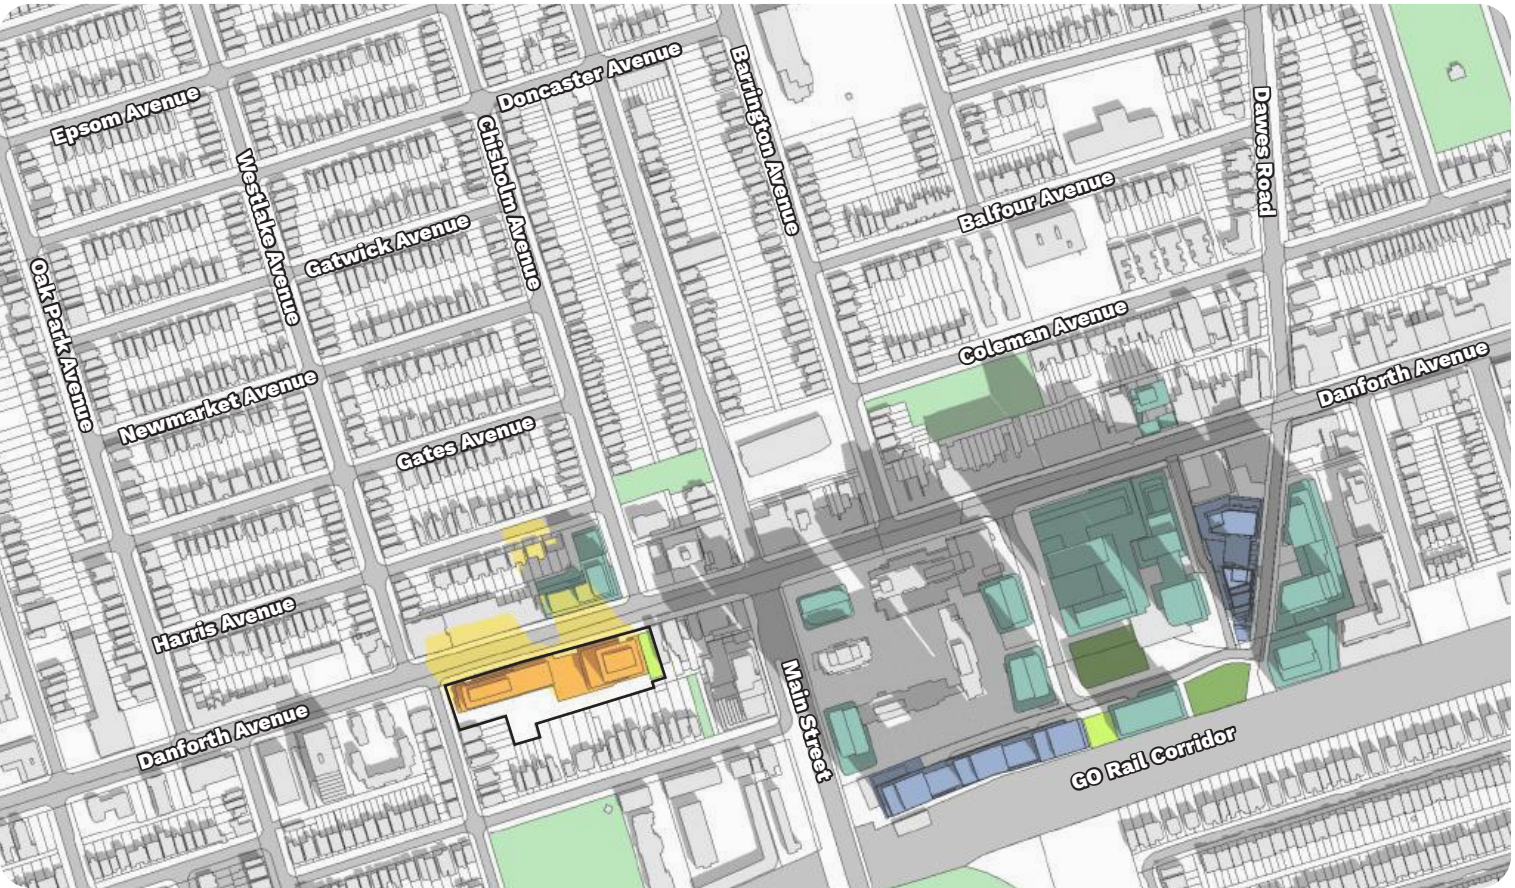 Epsom Avenue
Doncaster Avenue
Barrington Avenue
Dawes Road
Chisholm Avenue
Westlake Avenue
Balfour Avenue
Gatwick Avenue
Oak Park Avenue
Coleman Avenue
Danforth Avenue
Newmarket Avenue
Gates Avenue
Harris Avenue
Danforth Avenue
Main Street
GO Rail Corridor